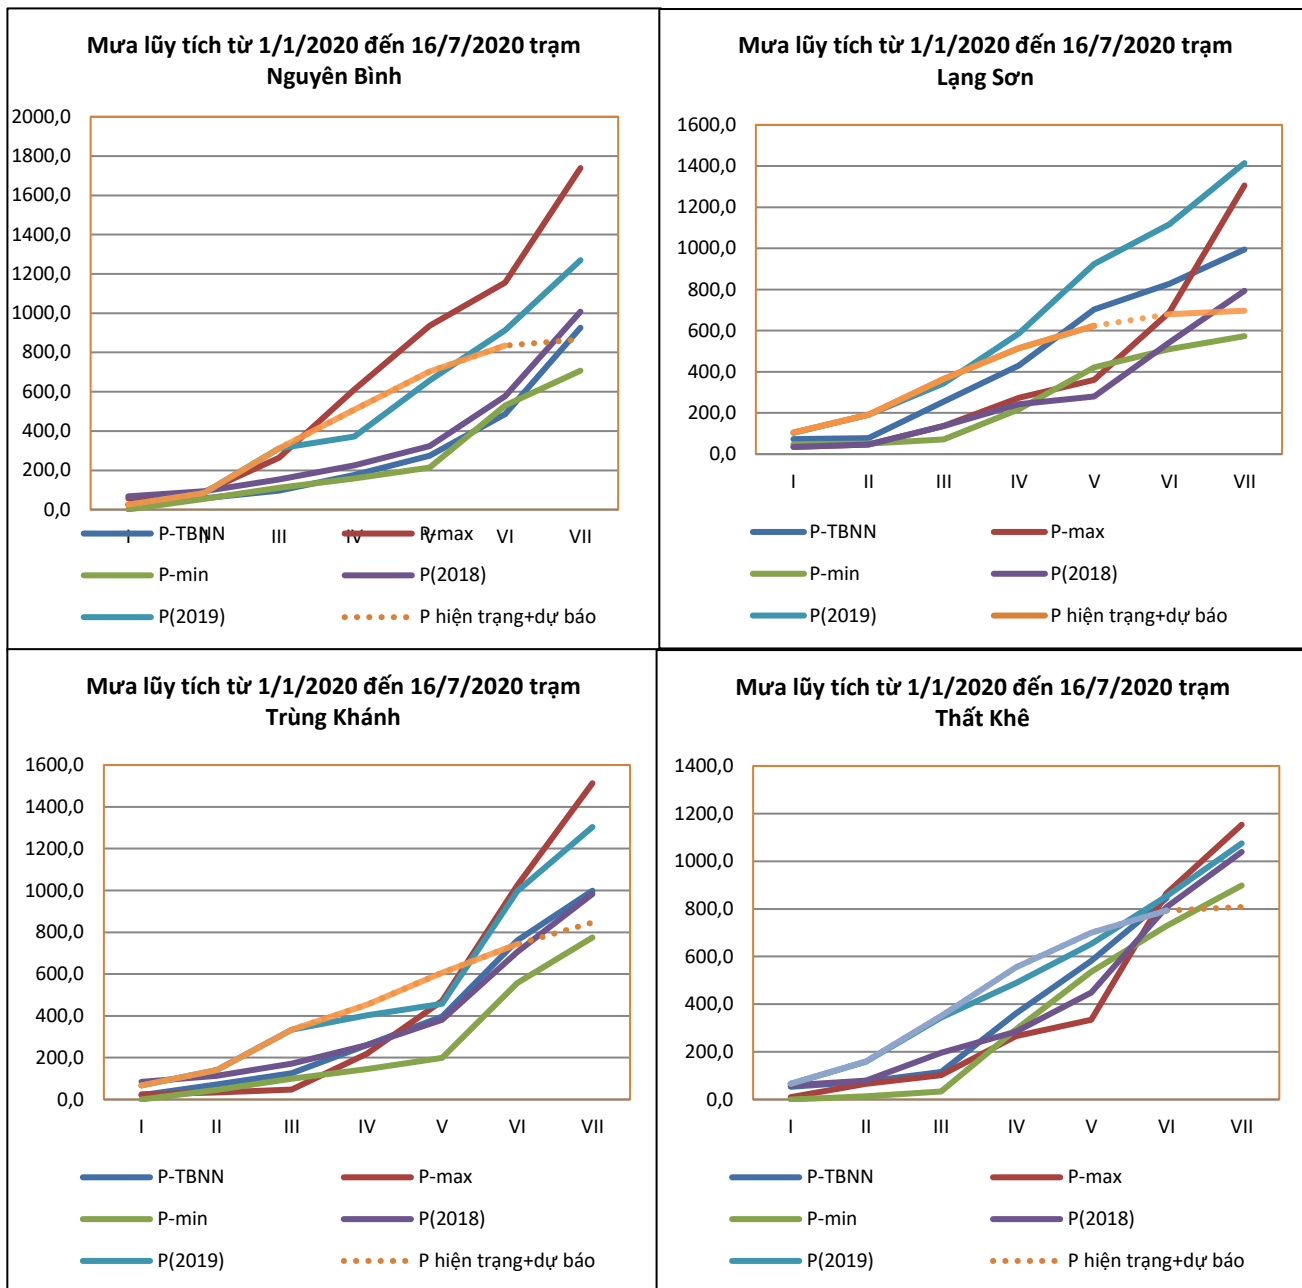 Mưa lũy tích từ 1/1/2020 đến 16/7/2020 trạm
Nguyên Bình
2000,0
1800,0
1600,0
1400,0
1200,0
1000,0
800,0
600,0
400,0
200,0
0,0
I II III IV V VI VII
P-TBNN P-max
P-min P(2018)
P(2019) P hiện trạng+dự báo
Mưa lũy tích từ 1/1/2020 đến 16/7/2020 trạm
Lạng Sơn
1600,0
1400,0
1200,0
1000,0
800,0
600,0
400,0
200,0
0,0
I II III IV V VI VII
P-TBNN P-max
P-min P(2018)
P(2019) P hiện trạng+dự báo
Mưa lũy tích từ 1/1/2020 đến 16/7/2020 trạm
Trùng Khánh
1600,0
1400,0
1200,0
1000,0
800,0
600,0
400,0
200,0
0,0
I II III IV V VI VII
P-TBNN P-max
P-min P(2018)
P(2019) P hiện trạng+dự báo
Mưa lũy tích từ 1/1/2020 đến 16/7/2020 trạm
Thất Khê
1400,0
1200,0
1000,0
800,0
600,0
400,0
200,0
0,0
I II III IV V VI VII
P-TBNN P-max
P-min P(2018)
P(2019) P hiện trạng+dự báo